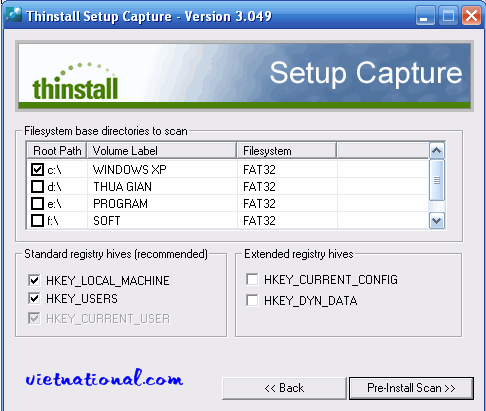 Thinstall Setup Capture - Version 3.049
thinstall
Setup Capture
Filesystem base directories to scan
Root Path Volume Label Filesystem
c:\ WINDOWS XP FAT32
d:\ THUA GIAN FAT32
e:\ PROGRAM FAT32
f:\ SOFT FAT32
Standard registry hives (recommended)
HKEY_LOCAL_MACHINE
HKEY_USERS
HKEY_CURRENT_USER
Extended registry hives
HKEY_CURRENT_CONFIG
HKEY_DYN_DATA
vietnational.com
<< Back
Pre-Install Scan >>